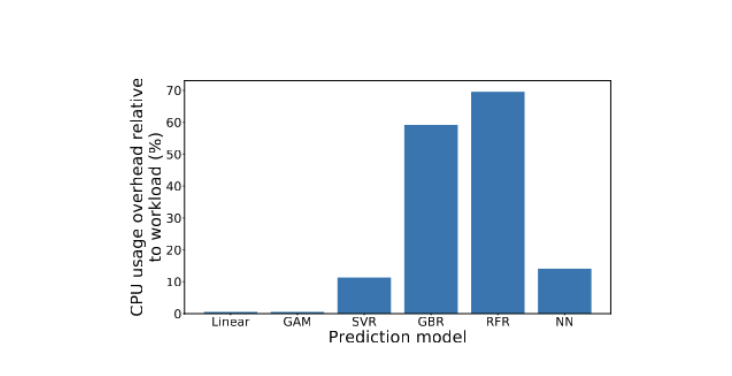 CPU usage overhead relative
to workload (%)
70
60
50
40
30
20
10
0
Linear GAM SVR GBR RFR NN
Prediction model